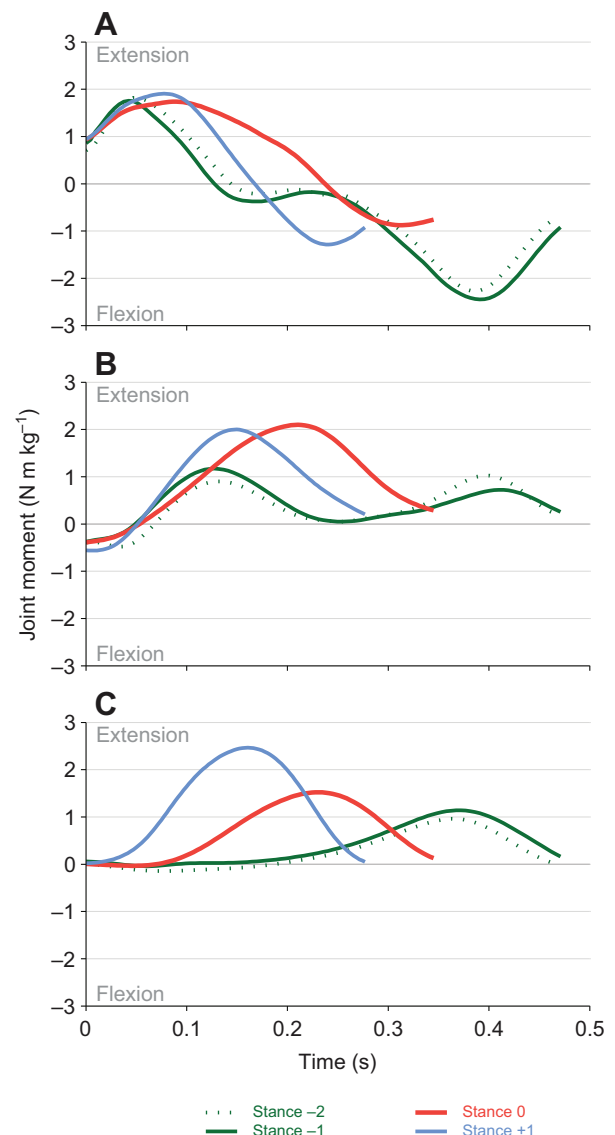 A
3
Extension
2
1
0
–1
–2
Flexion
–3
B
3
Extension
2
1
0
–1
–2
Flexion
–3
Joint moment (N m kg–1)
C
3
Extension
2
1
0
–1
–2
Flexion
–3
0 0.1 0.2 0.3 0.4 0.5
Time (s)
Stance –2 Stance 0
Stance –1 Stance +1